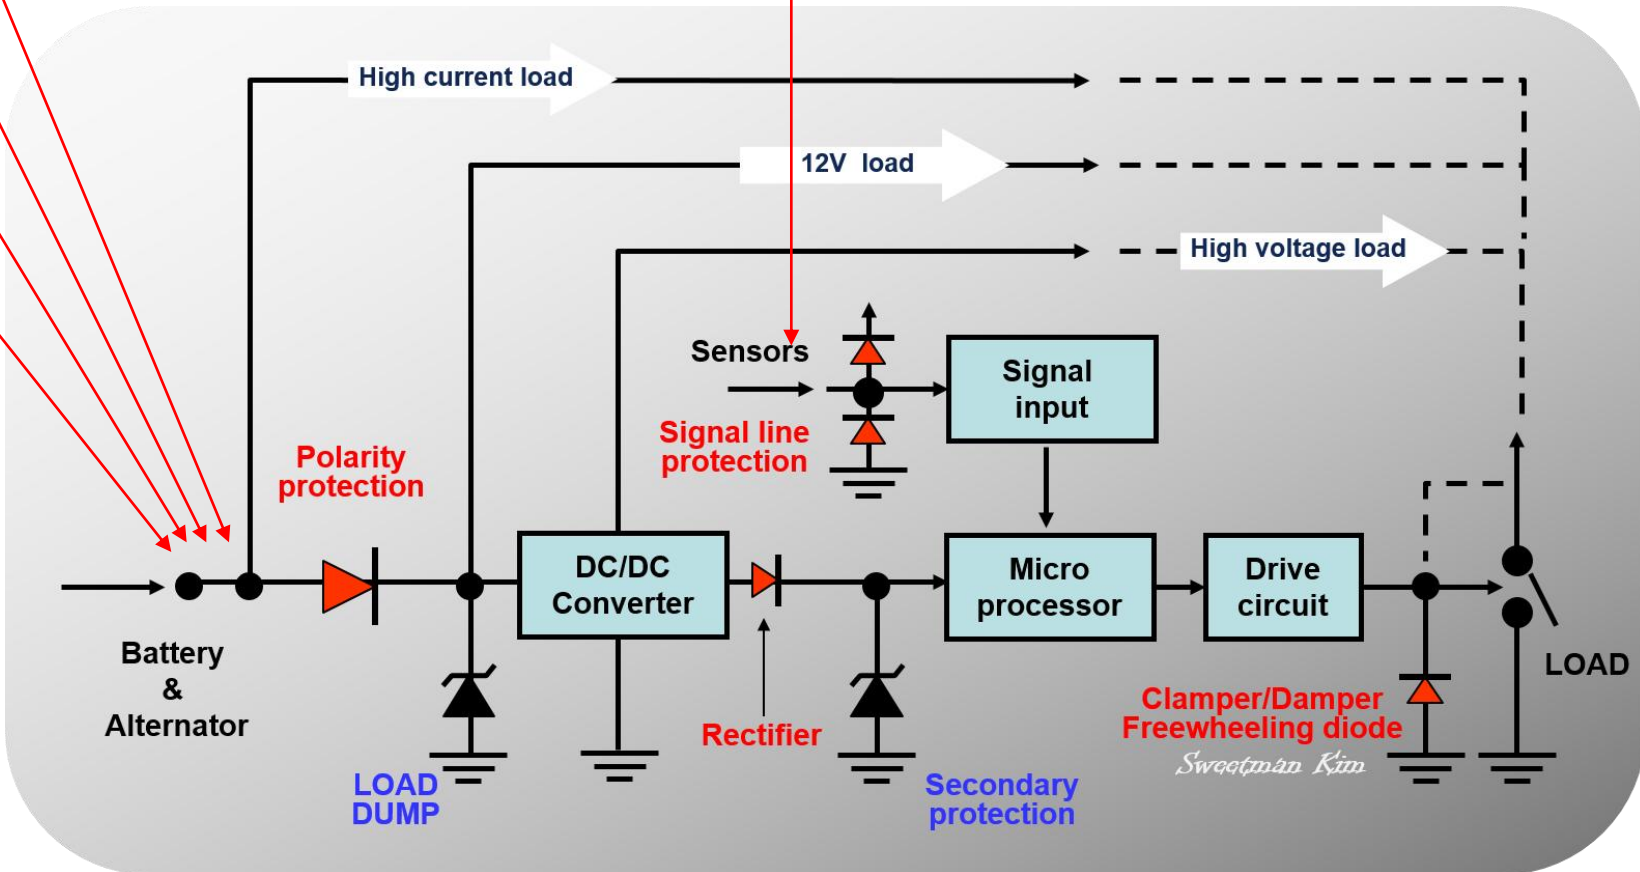 High current load
12V load
High voltage load
Sensors
Signal
input
Signal line
protection
Polarity
protection
DC/DC
Converter
Micro
processor
Drive
circuit
Battery
&
Alternator
LOAD
Clamper/Damper
Freewheeling diode
Sweetman Kim
Rectifier
LOAD
DUMP
Secondary
protection